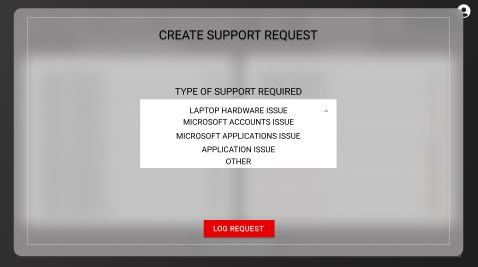 CREATE SUPPORT REQUEST
TYPE OF SUPPORT REQUIRED
LAPTOP HARDWARE ISSUE
MICROSOFT ACCOUNTS ISSUE
MICROSOFT APPLICATIONS ISSUE
APPLICATION ISSUE
OTHER
LOG REQUEST